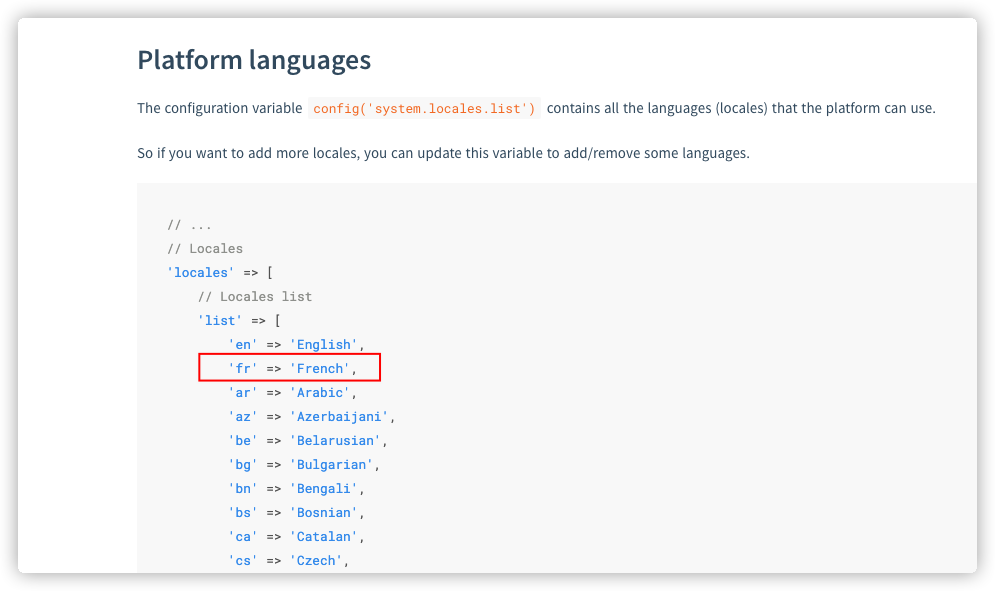 Platform languages
The configuration variable config('system.locales.list') contains all the languages (locales) that the platform can use.
So if you want to add more locales, you can update this variable to add/remove some languages.
// ...
// Locales
'locales' => [
// Locales list
'list' => [
'en' => 'English',
'fr' => 'French',
'ar' => 'Arabic',
'az' => 'Azerbaijani',
'be' => 'Belarusian',
'bg' => 'Bulgarian',
'bn' => 'Bengali',
'bs' => 'Bosnian',
'ca' => 'Catalan',
'cs' => 'Czech',